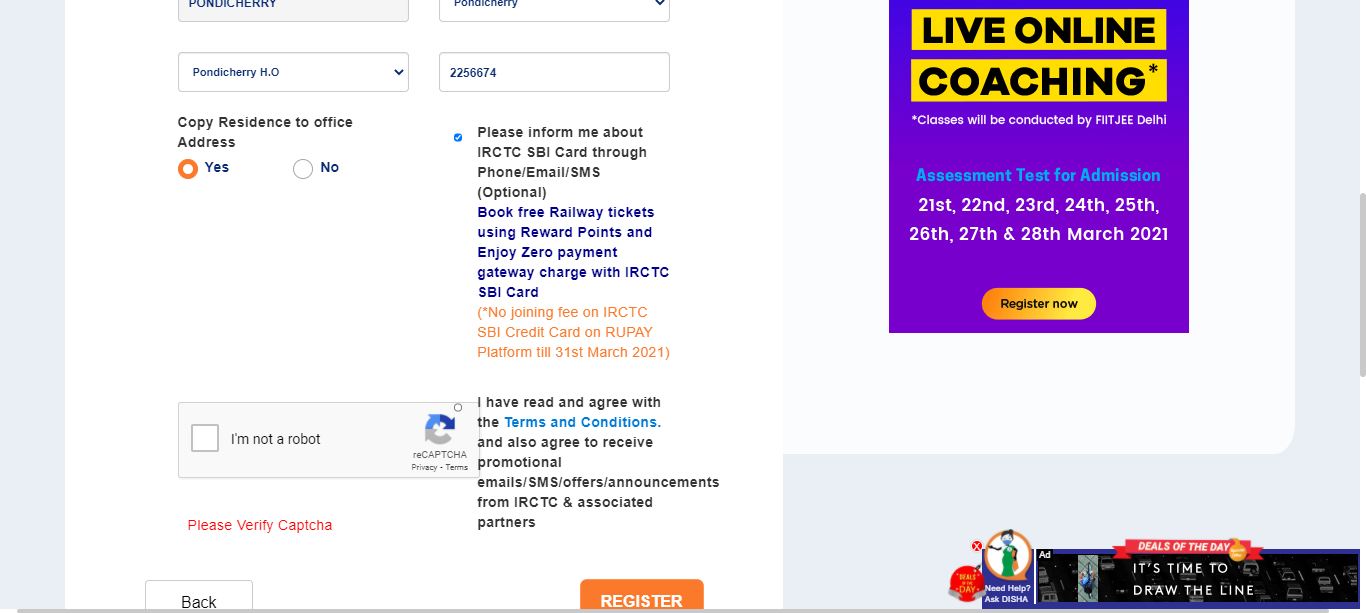 PONDICHERRY
Pondicherry
Pondicherry H.O
2256674
Copy Residence to office
Address
Yes
No
Please inform me about
IRCTC SBI Card through
Phone/Email/SMS
(Optional)
Book free Railway tickets
using Reward Points and
Enjoy Zero payment
gateway charge with IRCTC
SBI Card
(*No joining fee on IRCTC
SBI Credit Card on RUPAY
Platform till 31st March 2021)
I'm not a robot
reCAPTCHA
Privacy - Terms
I have read and agree with
the Terms and Conditions.
and also agree to receive
promotional
emails/SMS/offers/announcements
from IRCTC & associated
partners
Please Verify Captcha
Back
REGISTER
LIVE ONLINE
COACHING*
*Classes will be conducted by FIITJEE Delhi
Assessment Test for Admission
21st, 22nd, 23rd, 24th, 25th,
26th, 27th & 28th March 2021
Register now
X
DEALS
OF THE
DAY
Need Help?
Ask DISHA
Ad
DEALS OF THE DAY
IT'S TIME TO
DRAW THE LINE